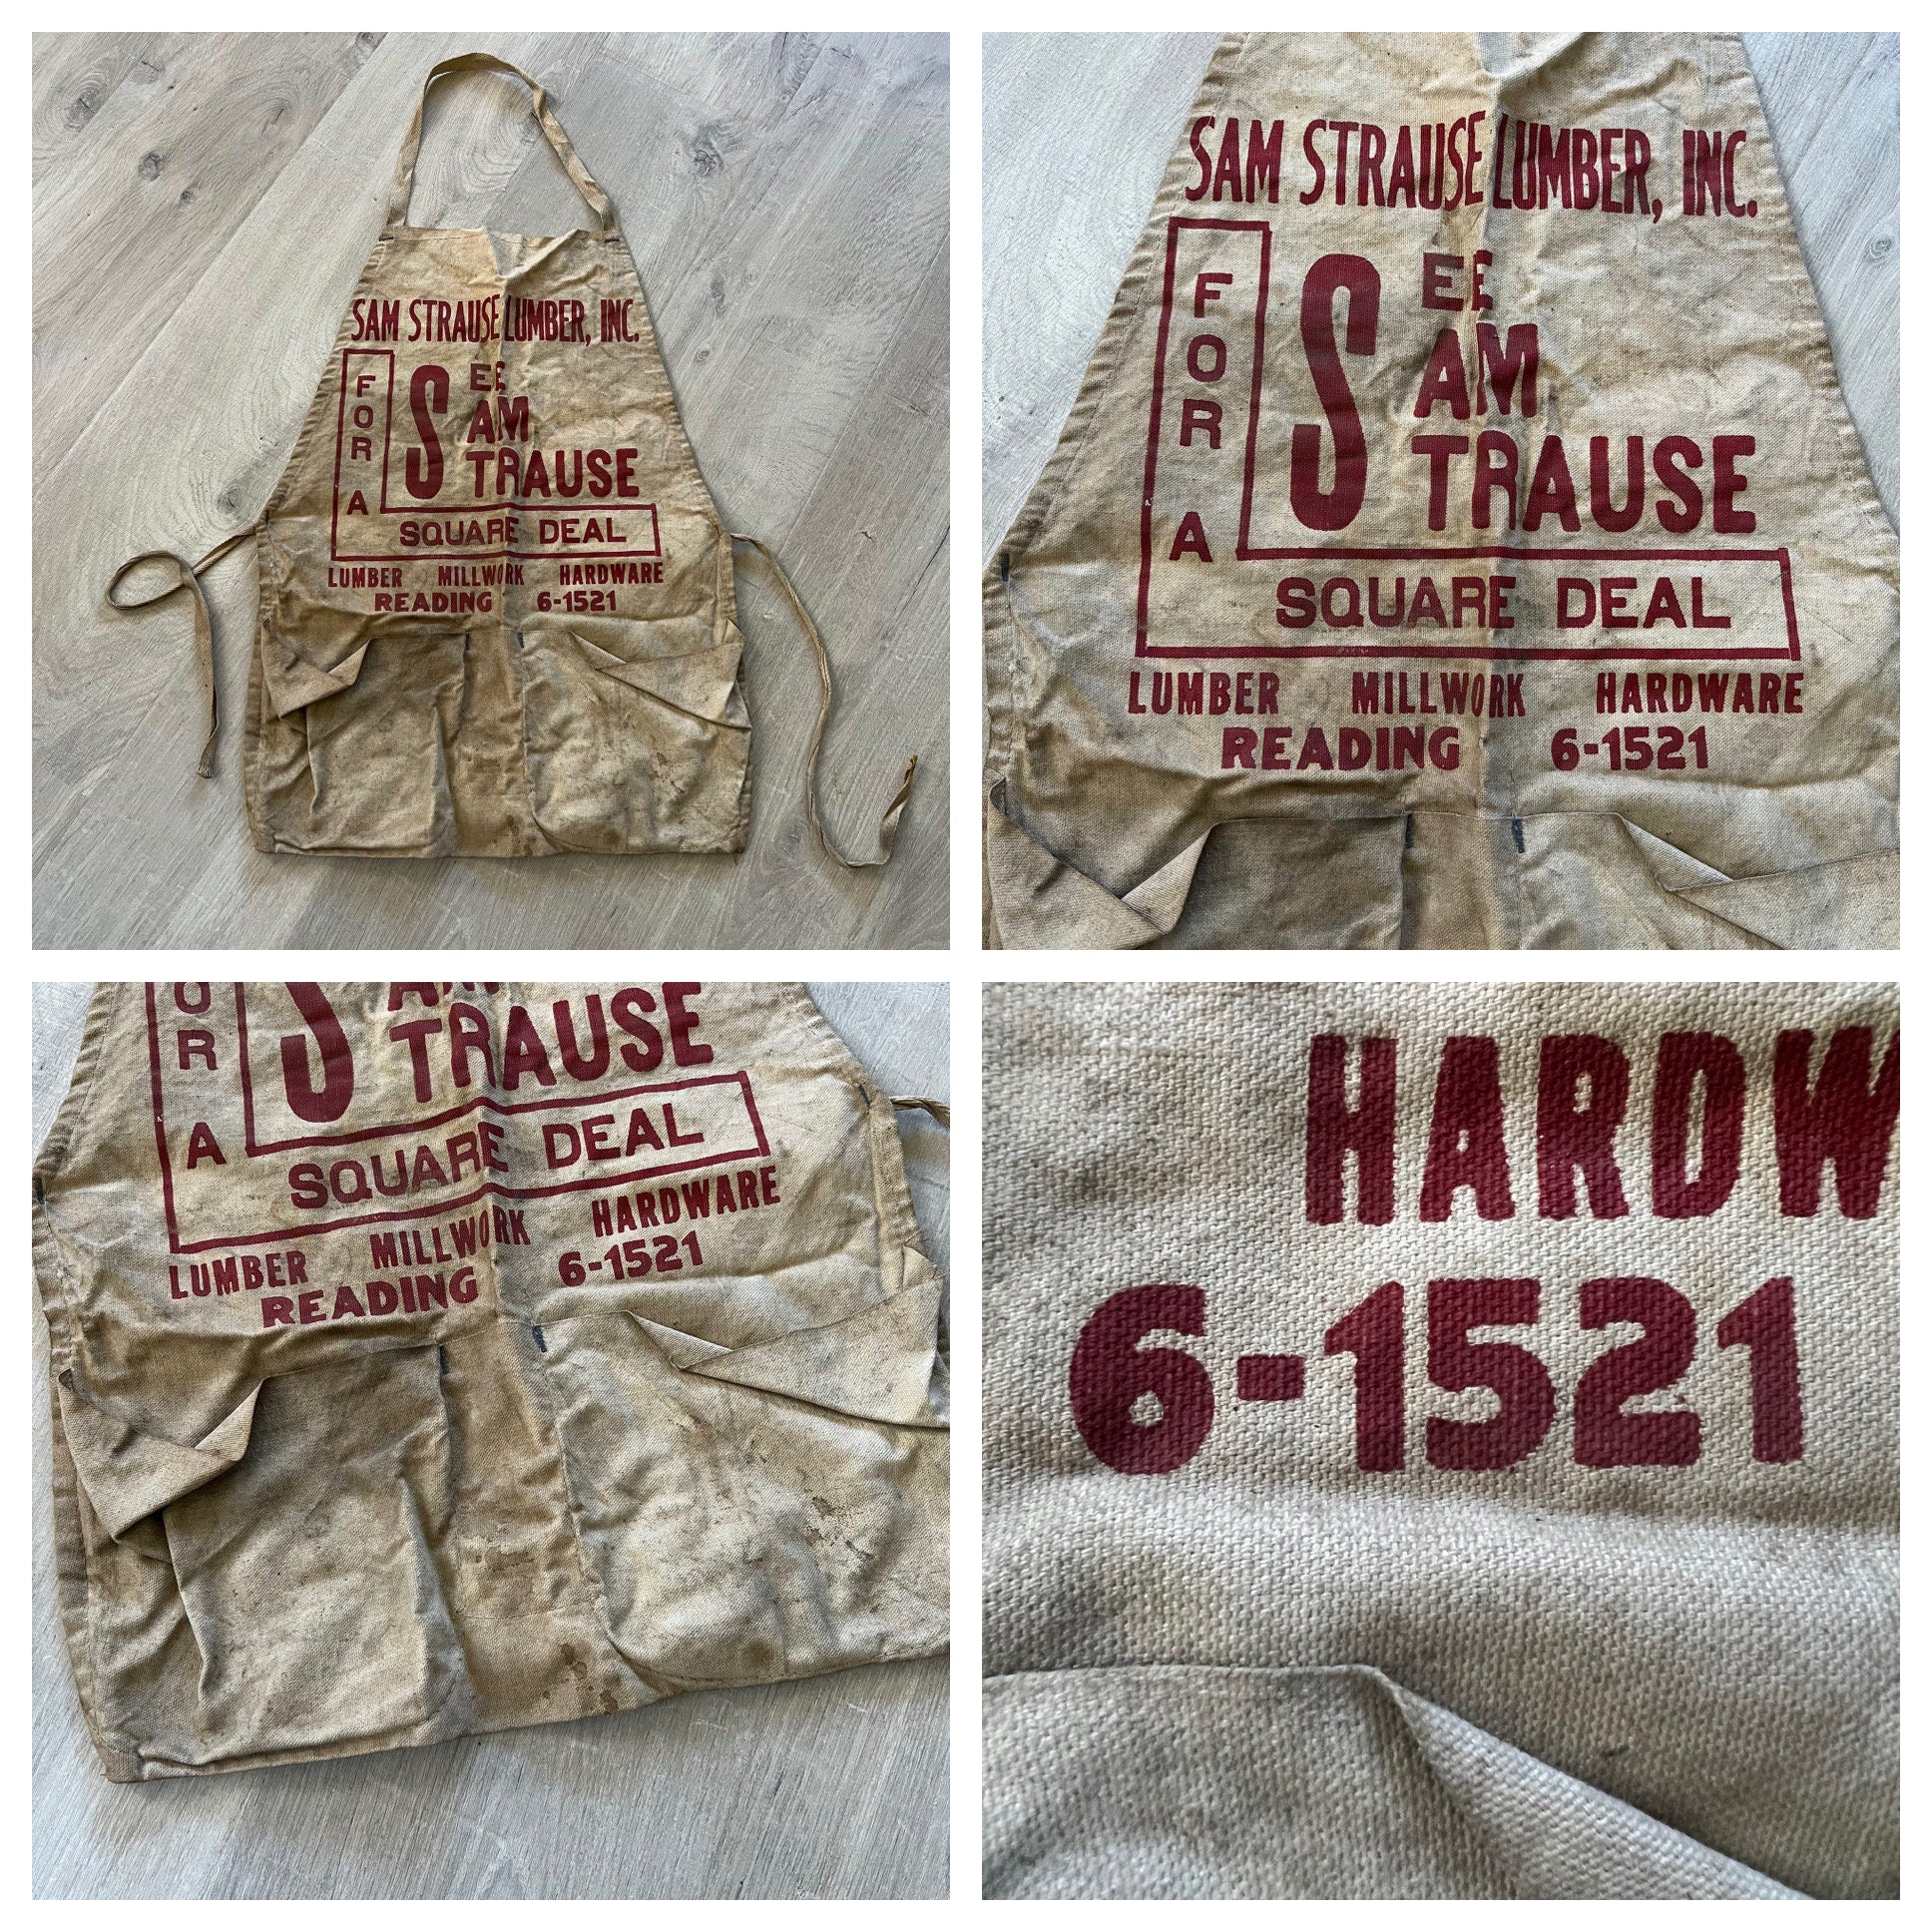 SAM STRAUSE LUMBER, INC.
FOR A
SEE
SAM
STRAUSE
SQUARE DEAL
LUMBER MILLWORK HARDWARE
READING 6-1521
SAM STRAUSE LUMBER, INC.
FOR A
SEE
SAM
STRAUSE
SQUARE DEAL
LUMBER MILLWORK HARDWARE
READING 6-1521
OR A
S AM
TRAUSE
SQUARE DEAL
LUMBER MILLWORK HARDWARE
READING 6-1521
HARDW
6-1521